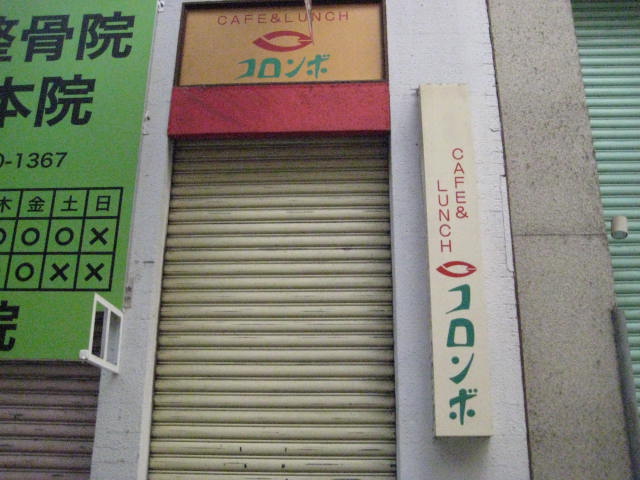 整骨院
本院
0-1367
木 金 土 日
○ ○ ○ ×
○ × ×
院
CAFE&LUNCH
コロンボ
CAFE&
LUNCH
コロンボ